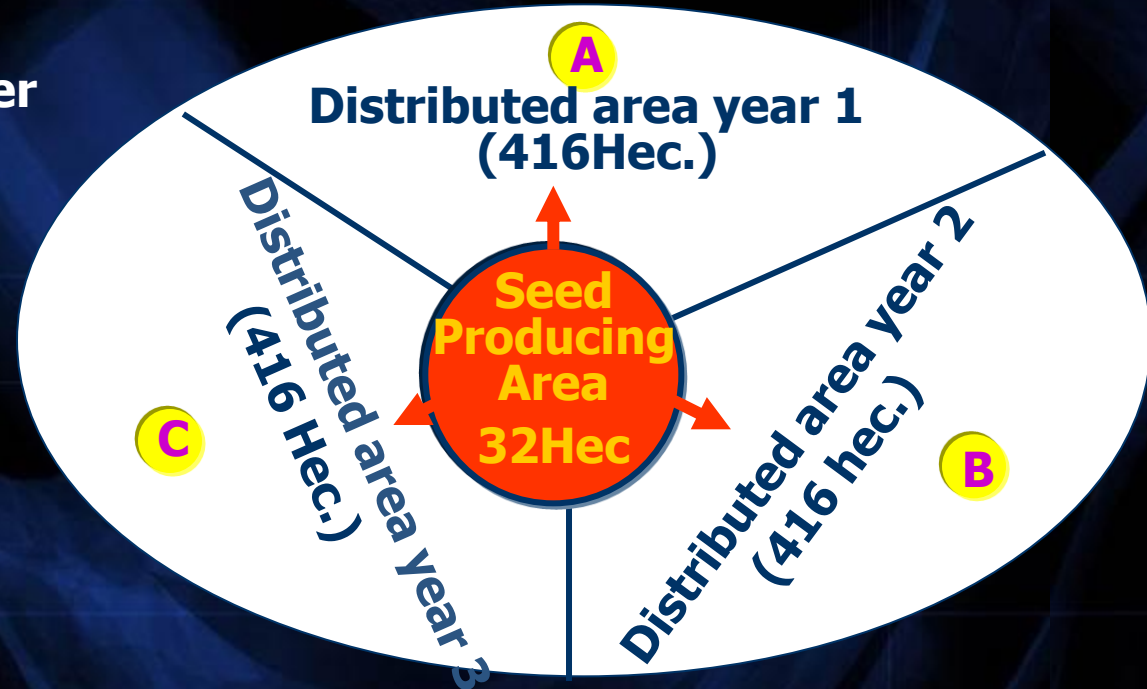 er
A
Distributed area year 1
(416Hec.)
Seed
Producing
Area
32Hec
Distributed area year 2
(416 hec.)
B
Distributed area year 3
(416 Hec.)
C